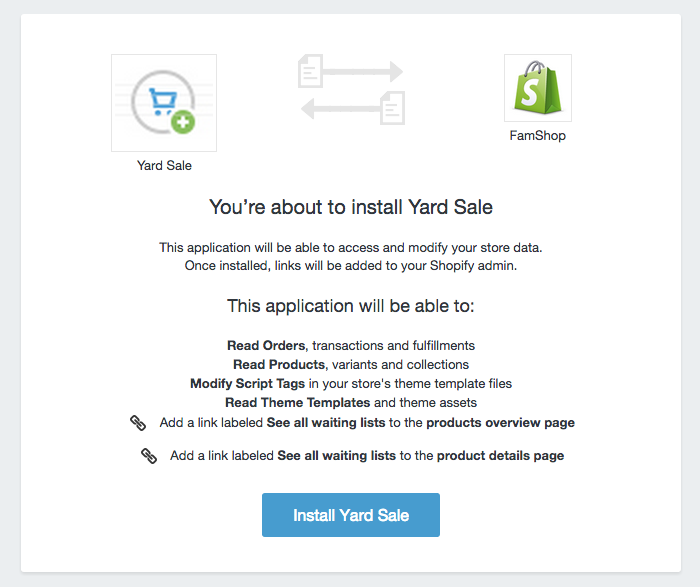 S
Yard Sale
FamShop
You’re about to install Yard Sale
This application will be able to access and modify your store data.
Once installed, links will be added to your Shopify admin.
This application will be able to:
Read Orders, transactions and fulfillments
Read Products, variants and collections
Modify Script Tags in your store's theme template files
Read Theme Templates and theme assets
Add a link labeled See all waiting lists to the products overview page
Add a link labeled See all waiting lists to the product details page
Install Yard Sale